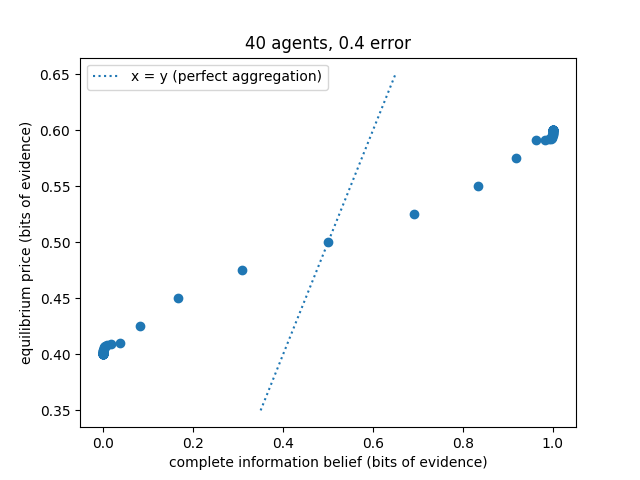 40 agents, 0.4 error
x = y (perfect aggregation)
equilibrium price (bits of evidence)
0.65
0.60
0.55
0.50
0.45
0.40
0.35
0.0 0.2 0.4 0.6 0.8 1.0
complete information belief (bits of evidence)